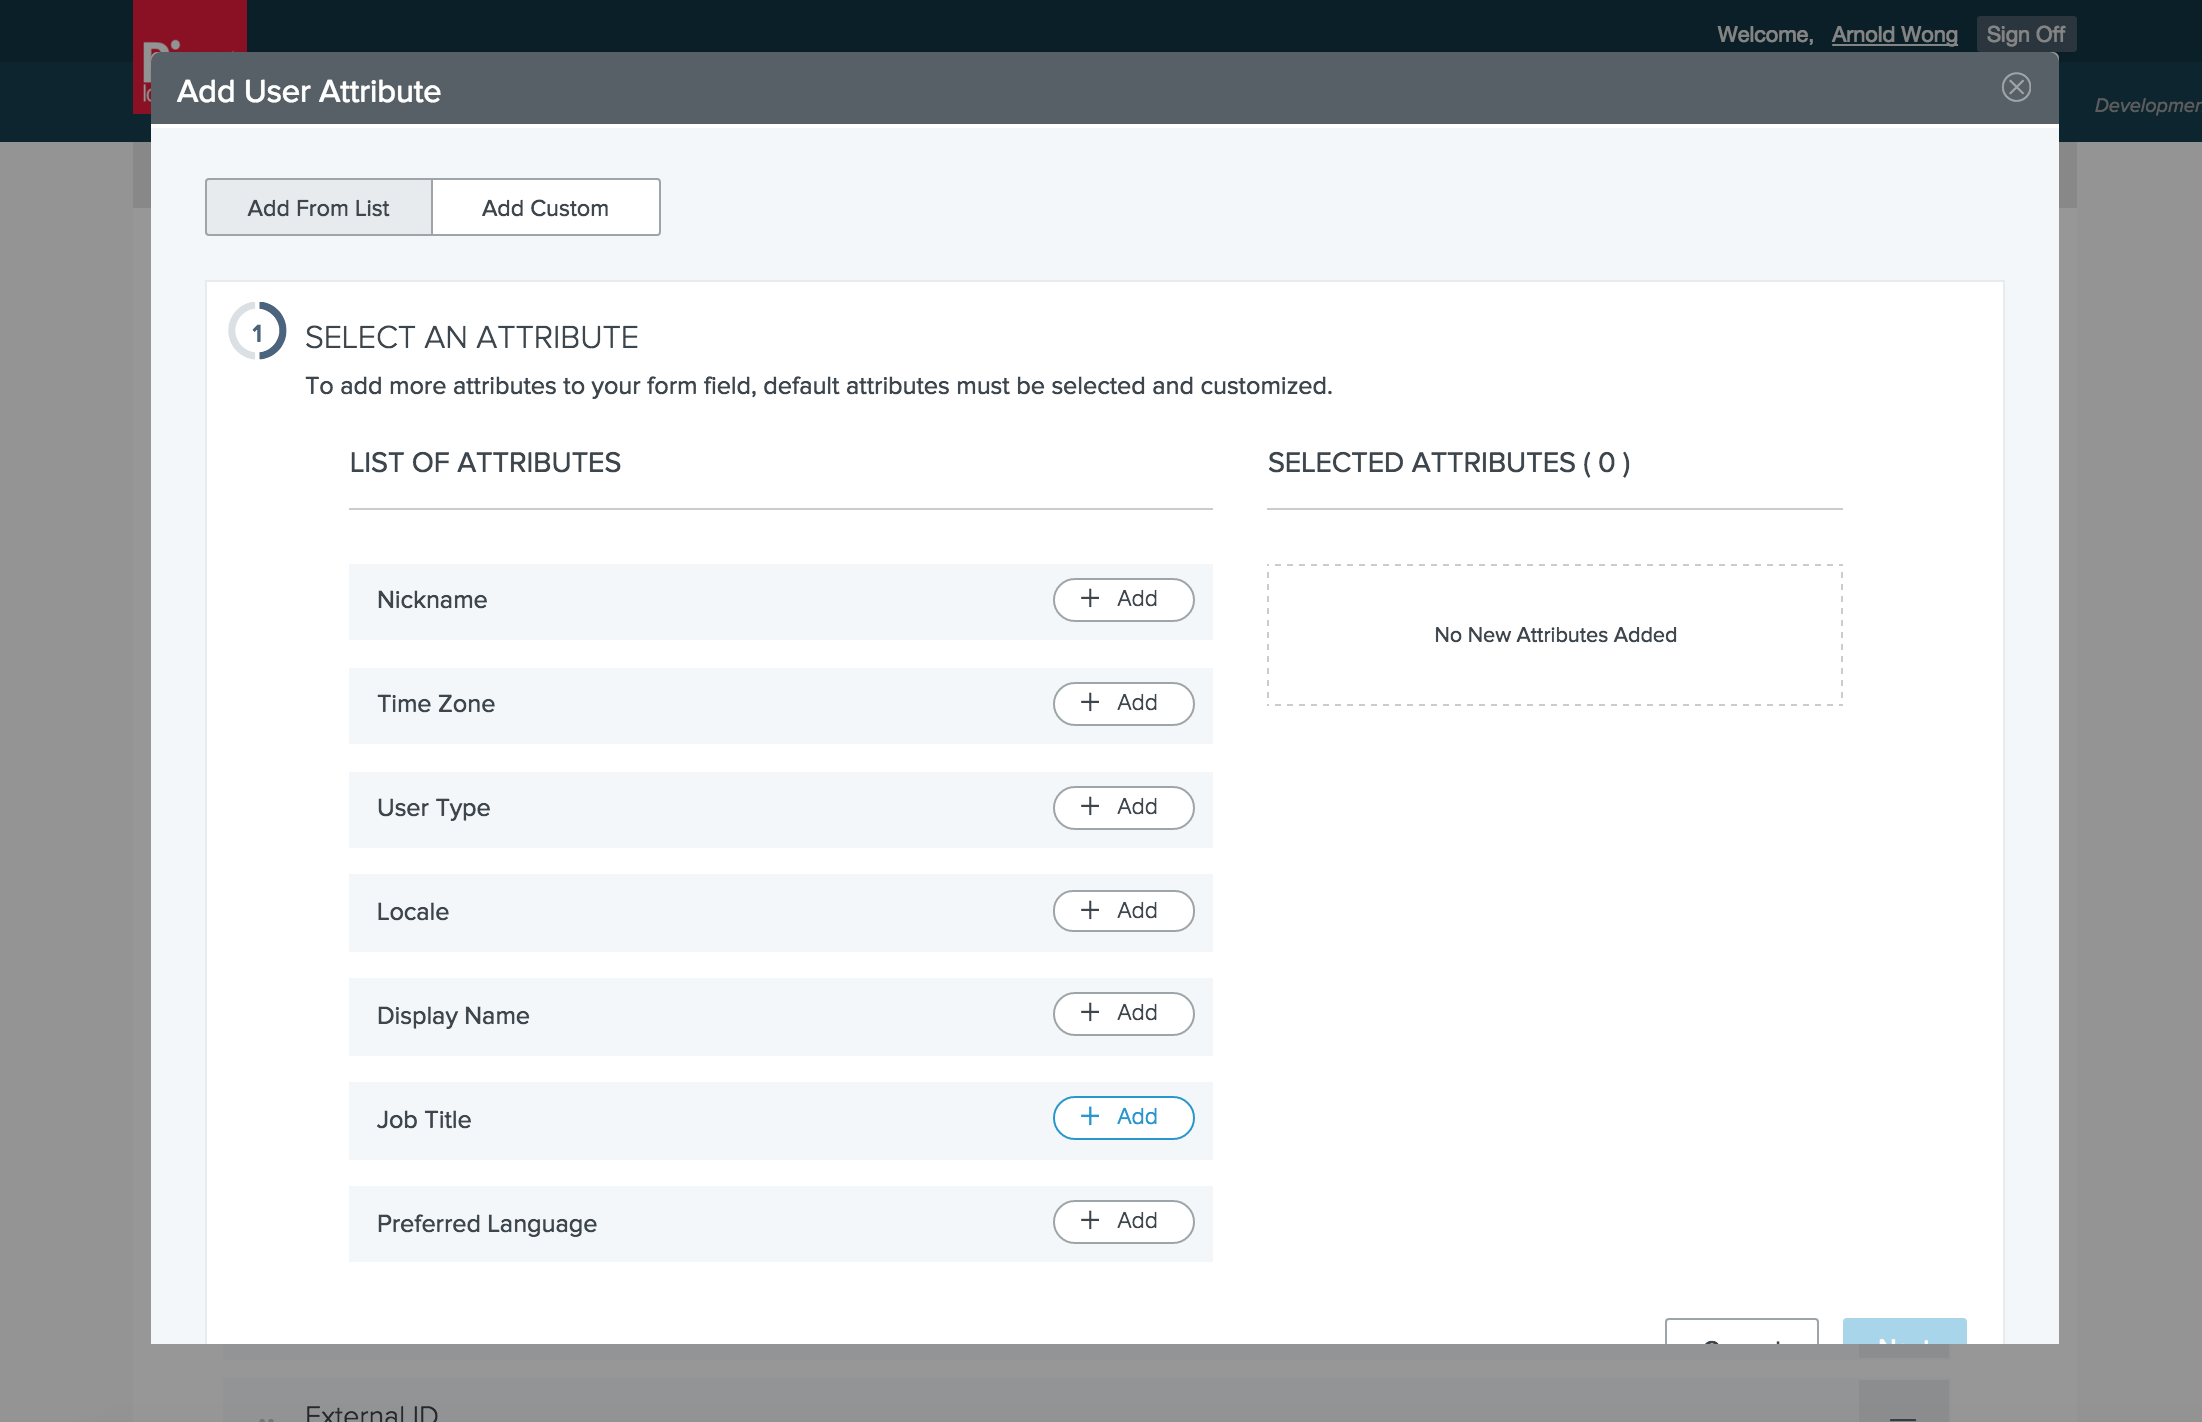 Welcome, Arnold Wong Sign Off
Add User Attribute
Add From List Add Custom
1 SELECT AN ATTRIBUTE
To add more attributes to your form field, default attributes must be selected and customized.
LIST OF ATTRIBUTES
SELECTED ATTRIBUTES ( 0 )
Nickname + Add
No New Attributes Added
Time Zone + Add
User Type + Add
Locale + Add
Display Name + Add
Job Title + Add
Preferred Language + Add
External ID